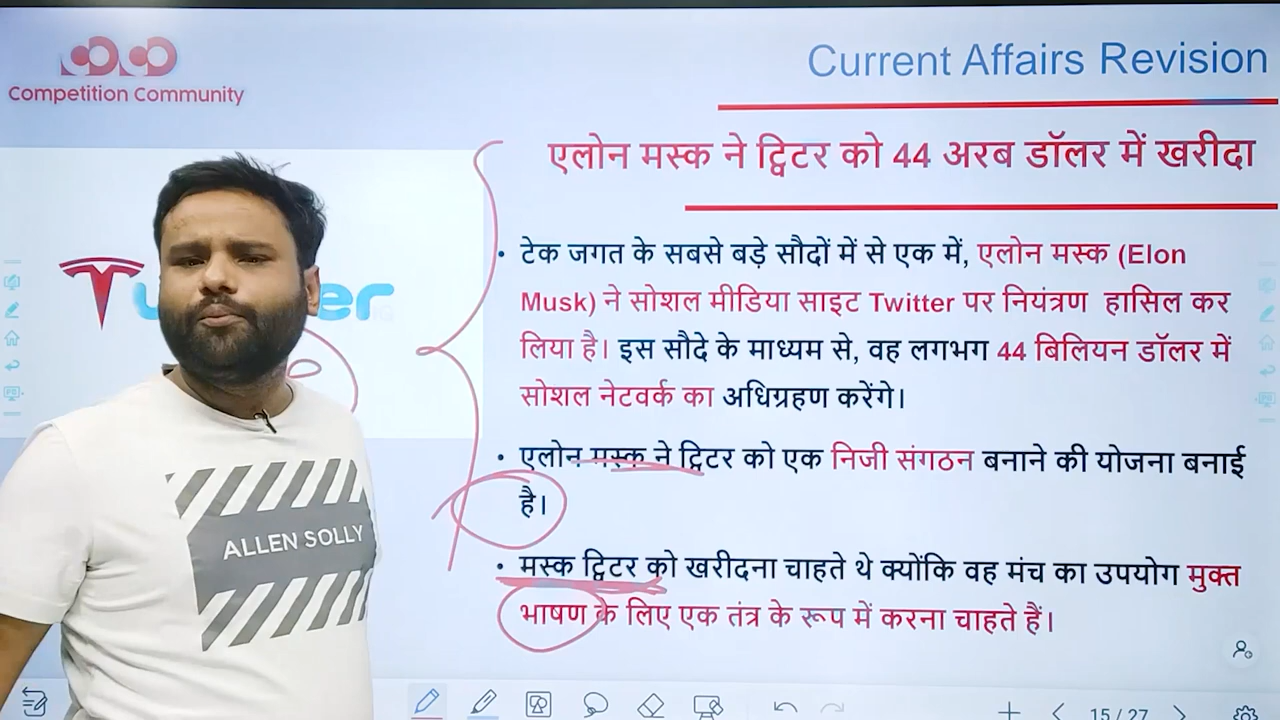 Competition Community
Current Affairs Revision
एलोन मस्क ने ट्विटर को 44 अरब डॉलर में खरीदा
• टेक जगत के सबसे बड़े सौदों में से एक में, एलोन मस्क (Elon
Musk) ने सोशल मीडिया साइट Twitter पर नियंत्रण हासिल कर
लिया है। इस सौदे के माध्यम से, वह लगभग 44 बिलियन डॉलर में
सोशल नेटवर्क का अधिग्रहण करेंगे।
• एलोन मस्क ने ट्विटर को एक निजी संगठन बनाने की योजना बनाई
है।
• मस्क ट्विटर को खरीदना चाहते थे क्योंकि वह मंच का उपयोग मुक्त
भाषण के लिए एक तंत्र के रूप में करना चाहते हैं।
ALLEN SOLLY
15/27